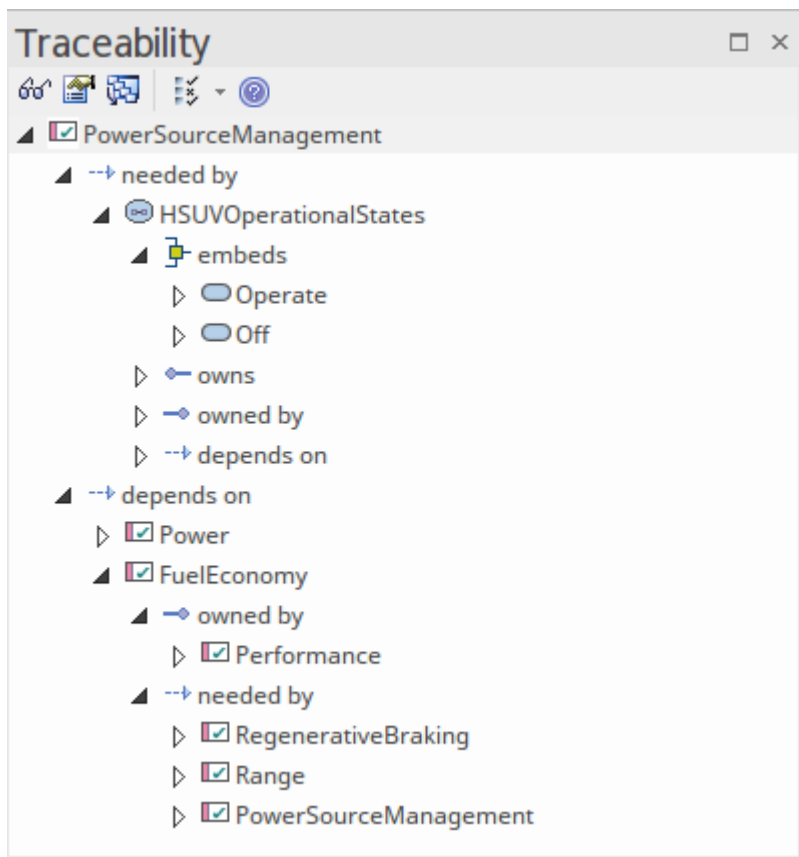 Traceability
PowerSourceManagement
needed by
HSUVOperationalStates
embeds
Operate
Off
owns
owned by
depends on
depends on
Power
FuelEconomy
owned by
Performance
needed by
RegenerativeBraking
Range
PowerSourceManagement